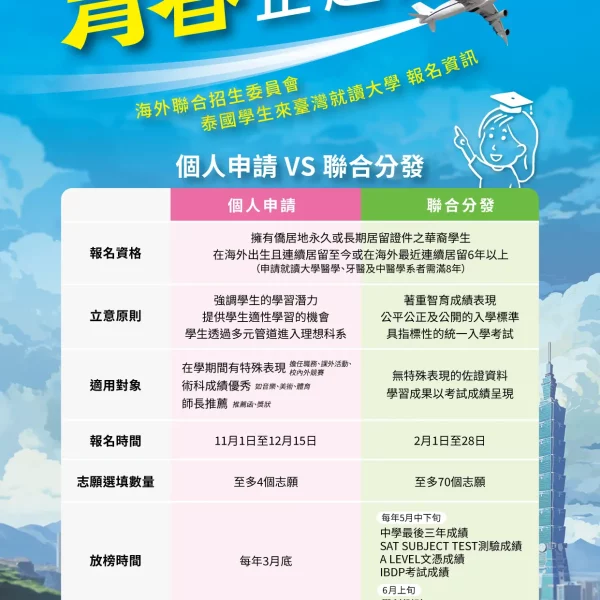 青春
海外聯合招生委員會
泰國學生來臺灣就讀大學 報名資訊
個人申請 VS 聯合分發
個人申請 聯合分發
報名資格
擁有僑居地永久或長期居留證件之華裔學生
在海外出生且連續居留至今或在海外最近連續居留6年以上
(申請就讀大學醫學、牙醫及中醫學系者需滿8年)
立意原則
強調學生的學習潛力
提供學生適性學習的機會
學生透過多元管道進入理想科系
著重智育成績表現
公平公正及公開的入學標準
具指標性的統一入學考試
適用對象
在學期間有特殊表現 擔任職務、課外活動、
校內外競賽
術科成績優秀 如音樂、美術、體育
師長推薦 推薦函、獎狀
無特殊表現的佐證資料
學習成果以考試成績呈現
報名時間
11月1日至12月15日
2月1日至28日
志願選填數量
至多4個志願
至多70個志願
放榜時間
每年3月底
每年5月中下旬
中學最後三年成績
SAT SUBJECT TEST測驗成績
A LEVEL文憑成績
IBDP考試成績
6月上旬